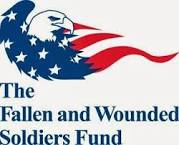 The
Fallen and Wounded
Soldiers Fund